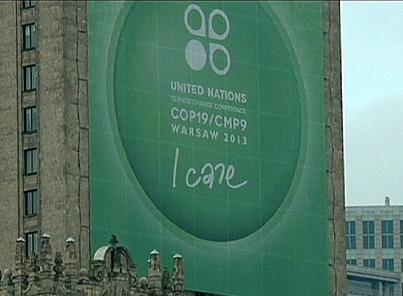 UNITED NATIONS
CLIMATE CHANGE CONFERENCE
COP19/CMP9
WARSAW 2013
I care